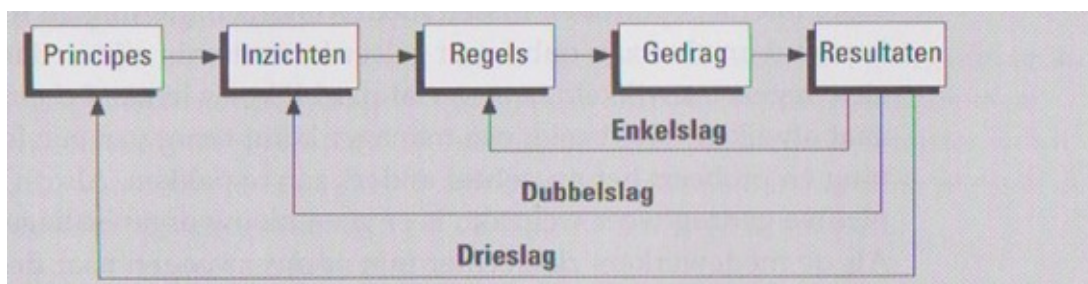 Principes Inzichten Regels Gedrag Resultaten
Enkelslag
Dubbelslag
Drieslag